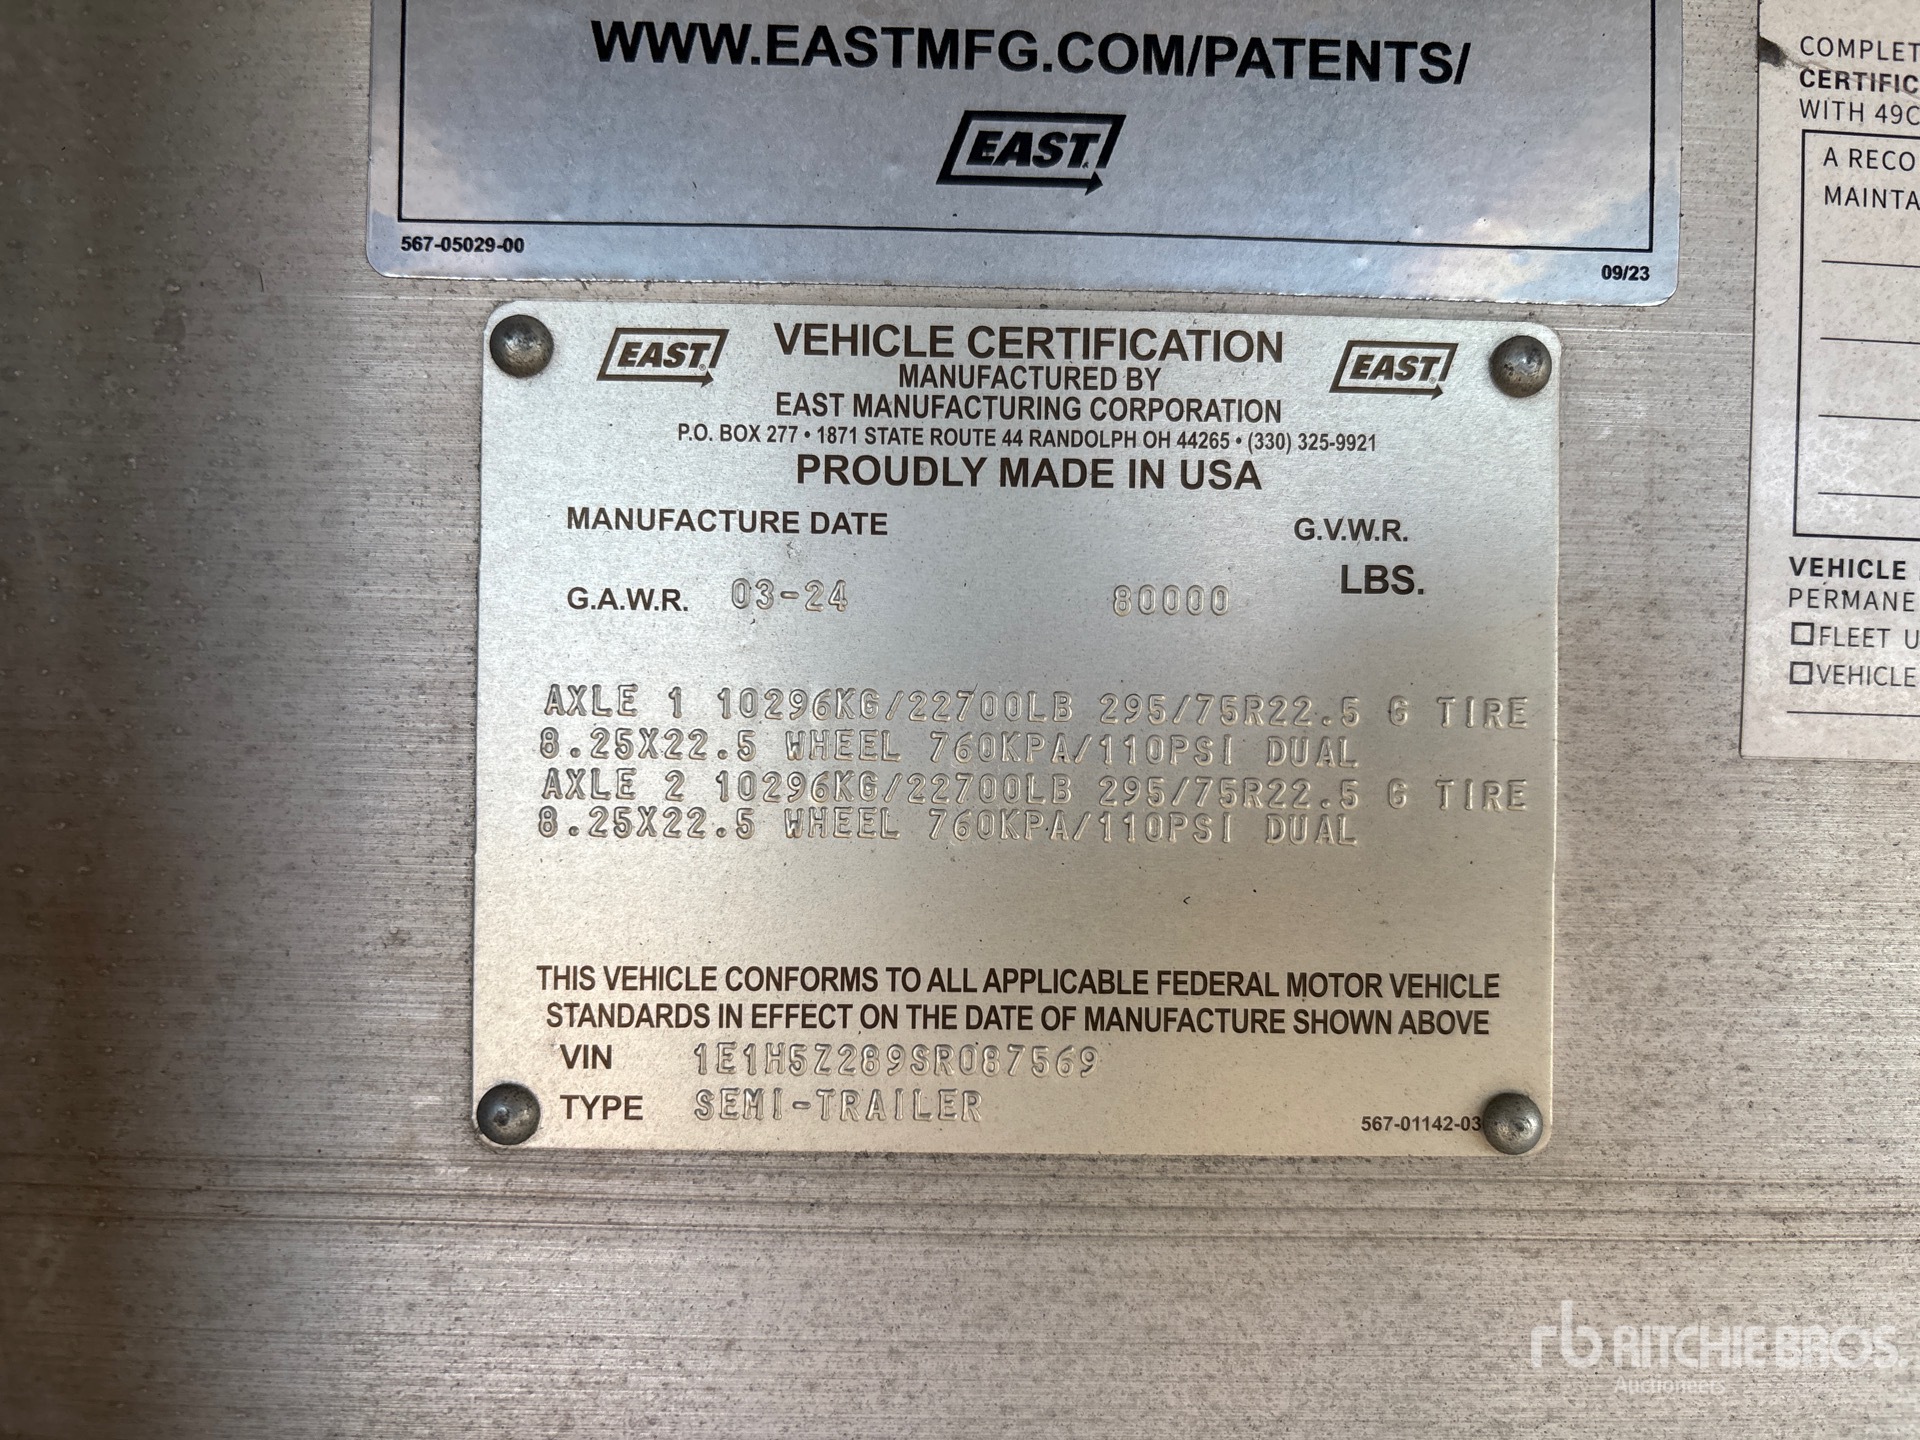 WWW.EASTMFG.COM/PATENTS/
EAST
567-05029-00
09/23
EAST
VEHICLE CERTIFICATION
EAST
MANUFACTURED BY
EAST MANUFACTURING CORPORATION
P.O. BOX 277 • 1871 STATE ROUTE 44 RANDOLPH OH 44265 • (330) 325-9921
PROUDLY MADE IN USA
MANUFACTURE DATE
G.V.W.R.
G.A.W.R. 03-24 80000 LBS.
AXLE 1 10296KG/22700LB 295/75R22.5 G TIRE
8.25X22.5 WHEEL 760KPA/110PSI DUAL
AXLE 2 10296KG/22700LB 295/75R22.5 G TIRE
8.25X22.5 WHEEL 760KPA/110PSI DUAL
THIS VEHICLE CONFORMS TO ALL APPLICABLE FEDERAL MOTOR VEHICLE
STANDARDS IN EFFECT ON THE DATE OF MANUFACTURE SHOWN ABOVE
VIN 1E1H5Z289SR087569
TYPE SEMI-TRAILER
567-01142-03
COMPLET
CERTIFIC
WITH 49C
A RECO
MAINTA
VEHICLE
PERMANE
FLEET U
VEHICLE
rb RITCHIE BROS.
Auctioneers